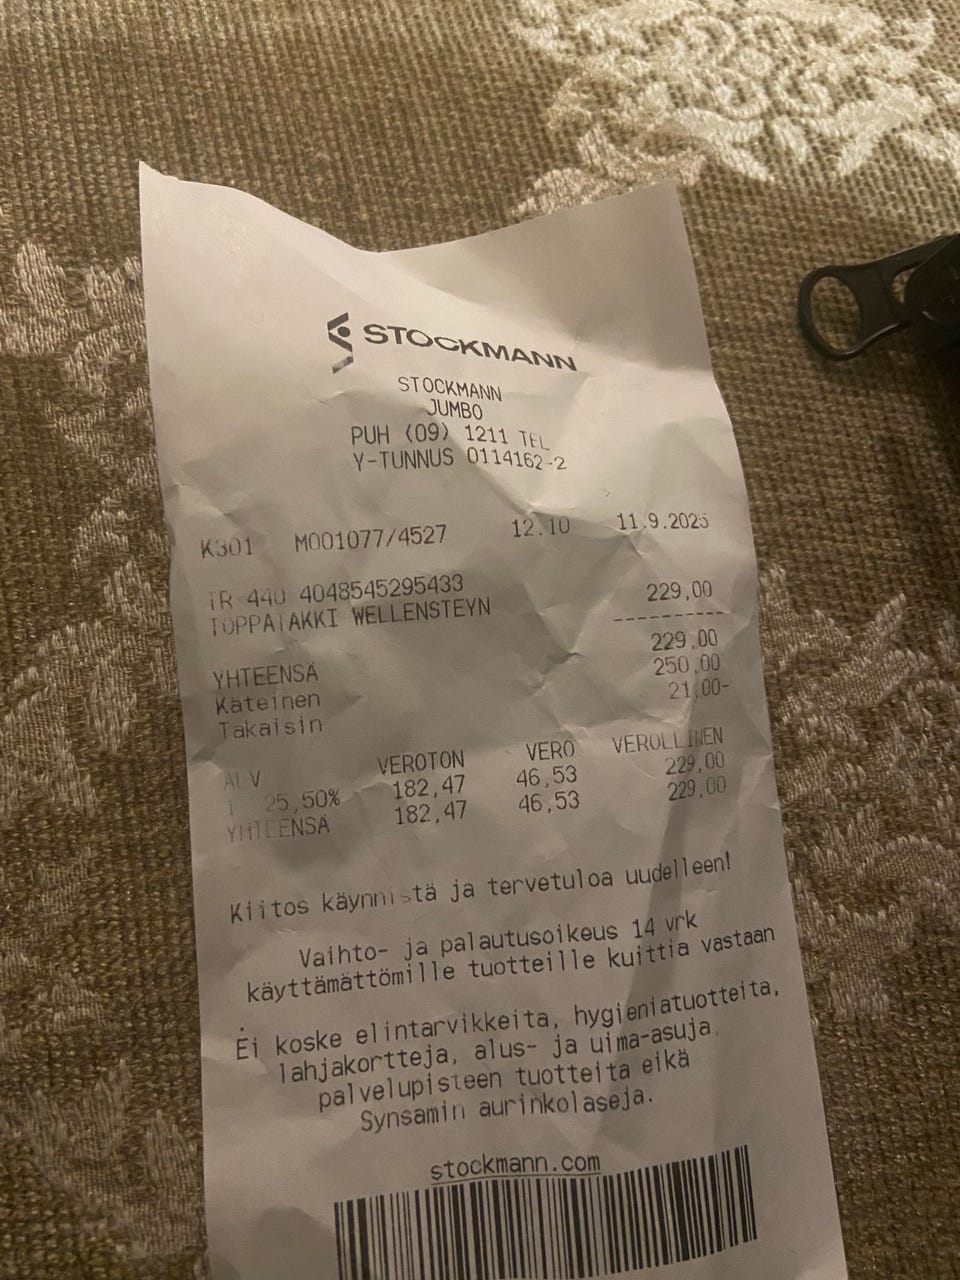 STOCKMANN
STOCKMANN
JUMBO
PUH (09) 1211 TEL
Y-TUNNUS 0114162-2
K301 M001077/4527 12.10 11.9.2025
TR 440 4048545295433 229,00
TOPPATAKKI WELLENSTEYN
--------
YHTEENSÄ 229,00
Käteinen 250,00
Takaisin 21,00-
ALV VEROTON VERO VEROLLINEN
1 25,50% 182,47 46,53 229,00
YHTEENSÄ 182,47 46,53 229,00
Kiitos käynnistä ja tervetuloa uudelleen!
Vaihto- ja palautusoikeus 14 vrk
käyttämättömille tuotteille kuittia vastaan
Ei koske elintarvikkeita, hygieniatuotteita,
lahjakortteja, alus- ja uima-asuja,
palvelupisteen tuotteita eikä
Synsamin aurinkolaseja.
stockmann.com